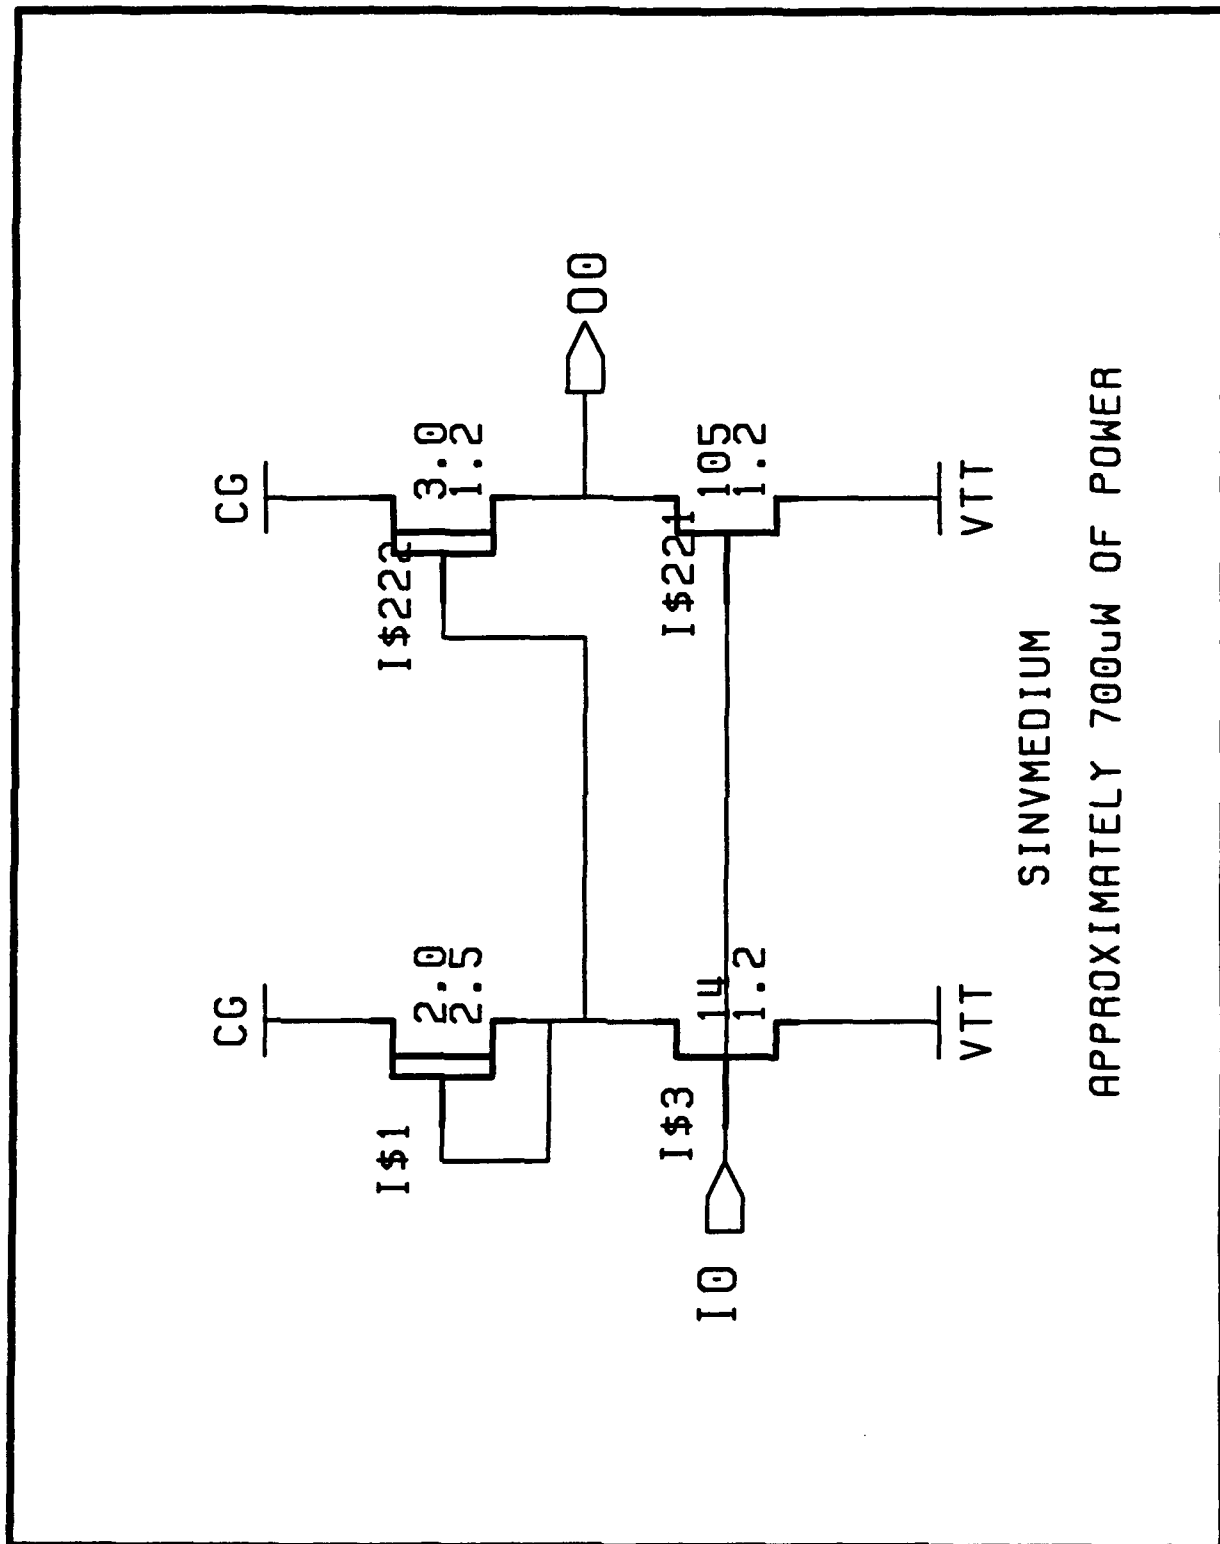 CG
CG
I$1
2.0
2.5
I$222
3.0
1.2
O0
I$3
14
1.2
I$221
105
1.2
I0
VTT
VTT
SINVMEDIUM
APPROXIMATELY 700uW OF POWER